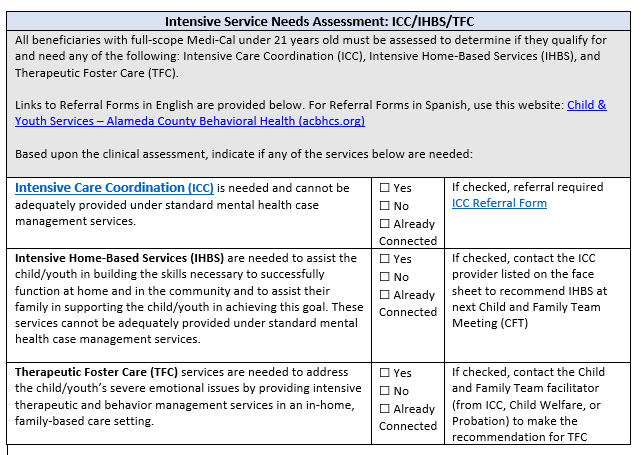 Intensive Service Needs Assessment: ICC/IHBS/TFC
All beneficiaries with full-scope Medi-Cal under 21 years old must be assessed to determine if they qualify for
and need any of the following: Intensive Care Coordination (ICC), Intensive Home-Based Services (IHBS), and
Therapeutic Foster Care (TFC).
Links to Referral Forms in English are provided below. For Referral Forms in Spanish, use this website: Child &
Youth Services – Alameda County Behavioral Health (acbhcs.org)
Based upon the clinical assessment, indicate if any of the services below are needed:
Intensive Care Coordination (ICC) is needed and cannot be
adequately provided under standard mental health case
management services.
☐ Yes
☐ No
☐ Already
Connected
If checked, referral required
ICC Referral Form
Intensive Home-Based Services (IHBS) are needed to assist the
child/youth in building the skills necessary to successfully
function at home and in the community and to assist their
family in supporting the child/youth in achieving this goal. These
services cannot be adequately provided under standard mental
health case management services.
☐ Yes
☐ No
☐ Already
Connected
If checked, contact the ICC
provider listed on the face
sheet to recommend IHBS at
next Child and Family Team
Meeting (CFT)
Therapeutic Foster Care (TFC) services are needed to address
the child/youth's severe emotional issues by providing intensive
therapeutic and behavior management services in an in-home,
family-based care setting.
☐ Yes
☐ No
☐ Already
Connected
If checked, contact the Child
and Family Team facilitator
(from ICC, Child Welfare, or
Probation) to make the
recommendation for TFC